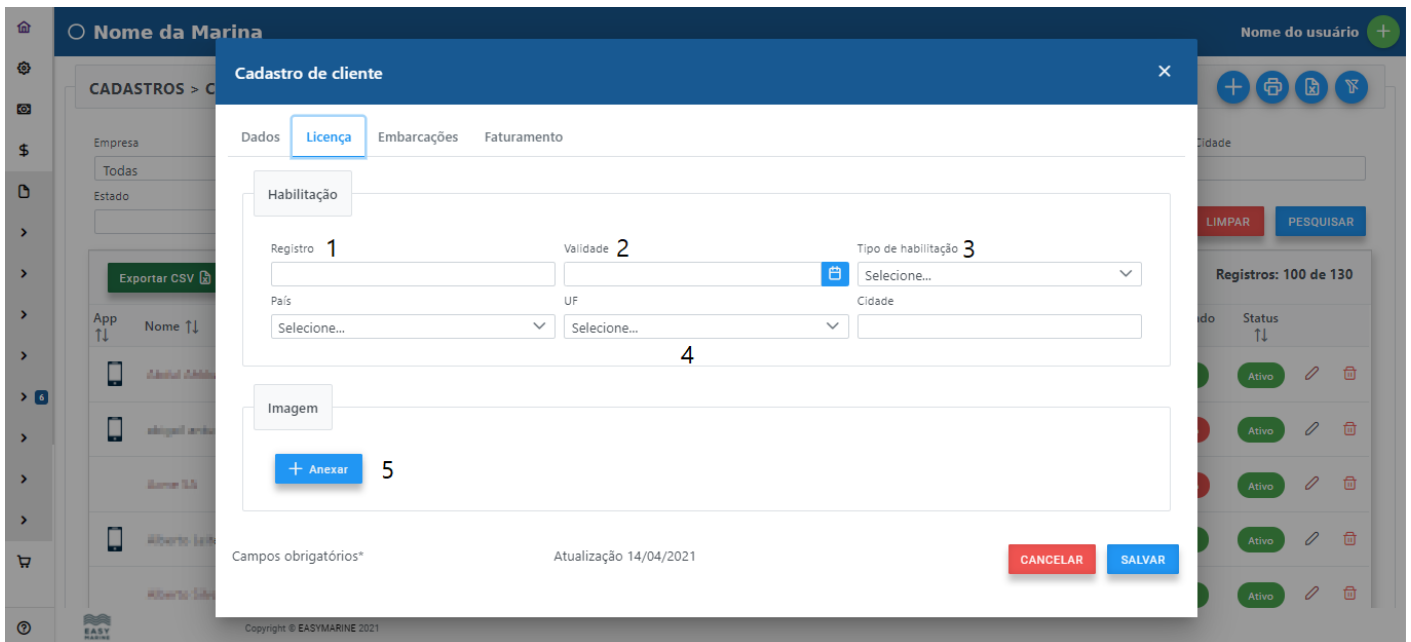 Nome da Marina
Nome do usuário
CADASTROS > C
Cadastro de cliente
Dados Licença Embarcações Faturamento
Empresa
Todas
Estado
Cidade
LIMPAR PESQUISAR
Habilitação
Registro 1 Validade 2 Tipo de habilitação 3
Selecione...
País UF Cidade
Selecione... Selecione...
4
Exportar CSV
Registros: 100 de 130
App Nome Status
Imagem
+ Anexar 5
Ativo
Ativo
Ativo
Ativo
Ativo
6
Campos obrigatórios* Atualização 14/04/2021 CANCELAR SALVAR
EASY
MARINE
Copyright © EASYMARINE 2021